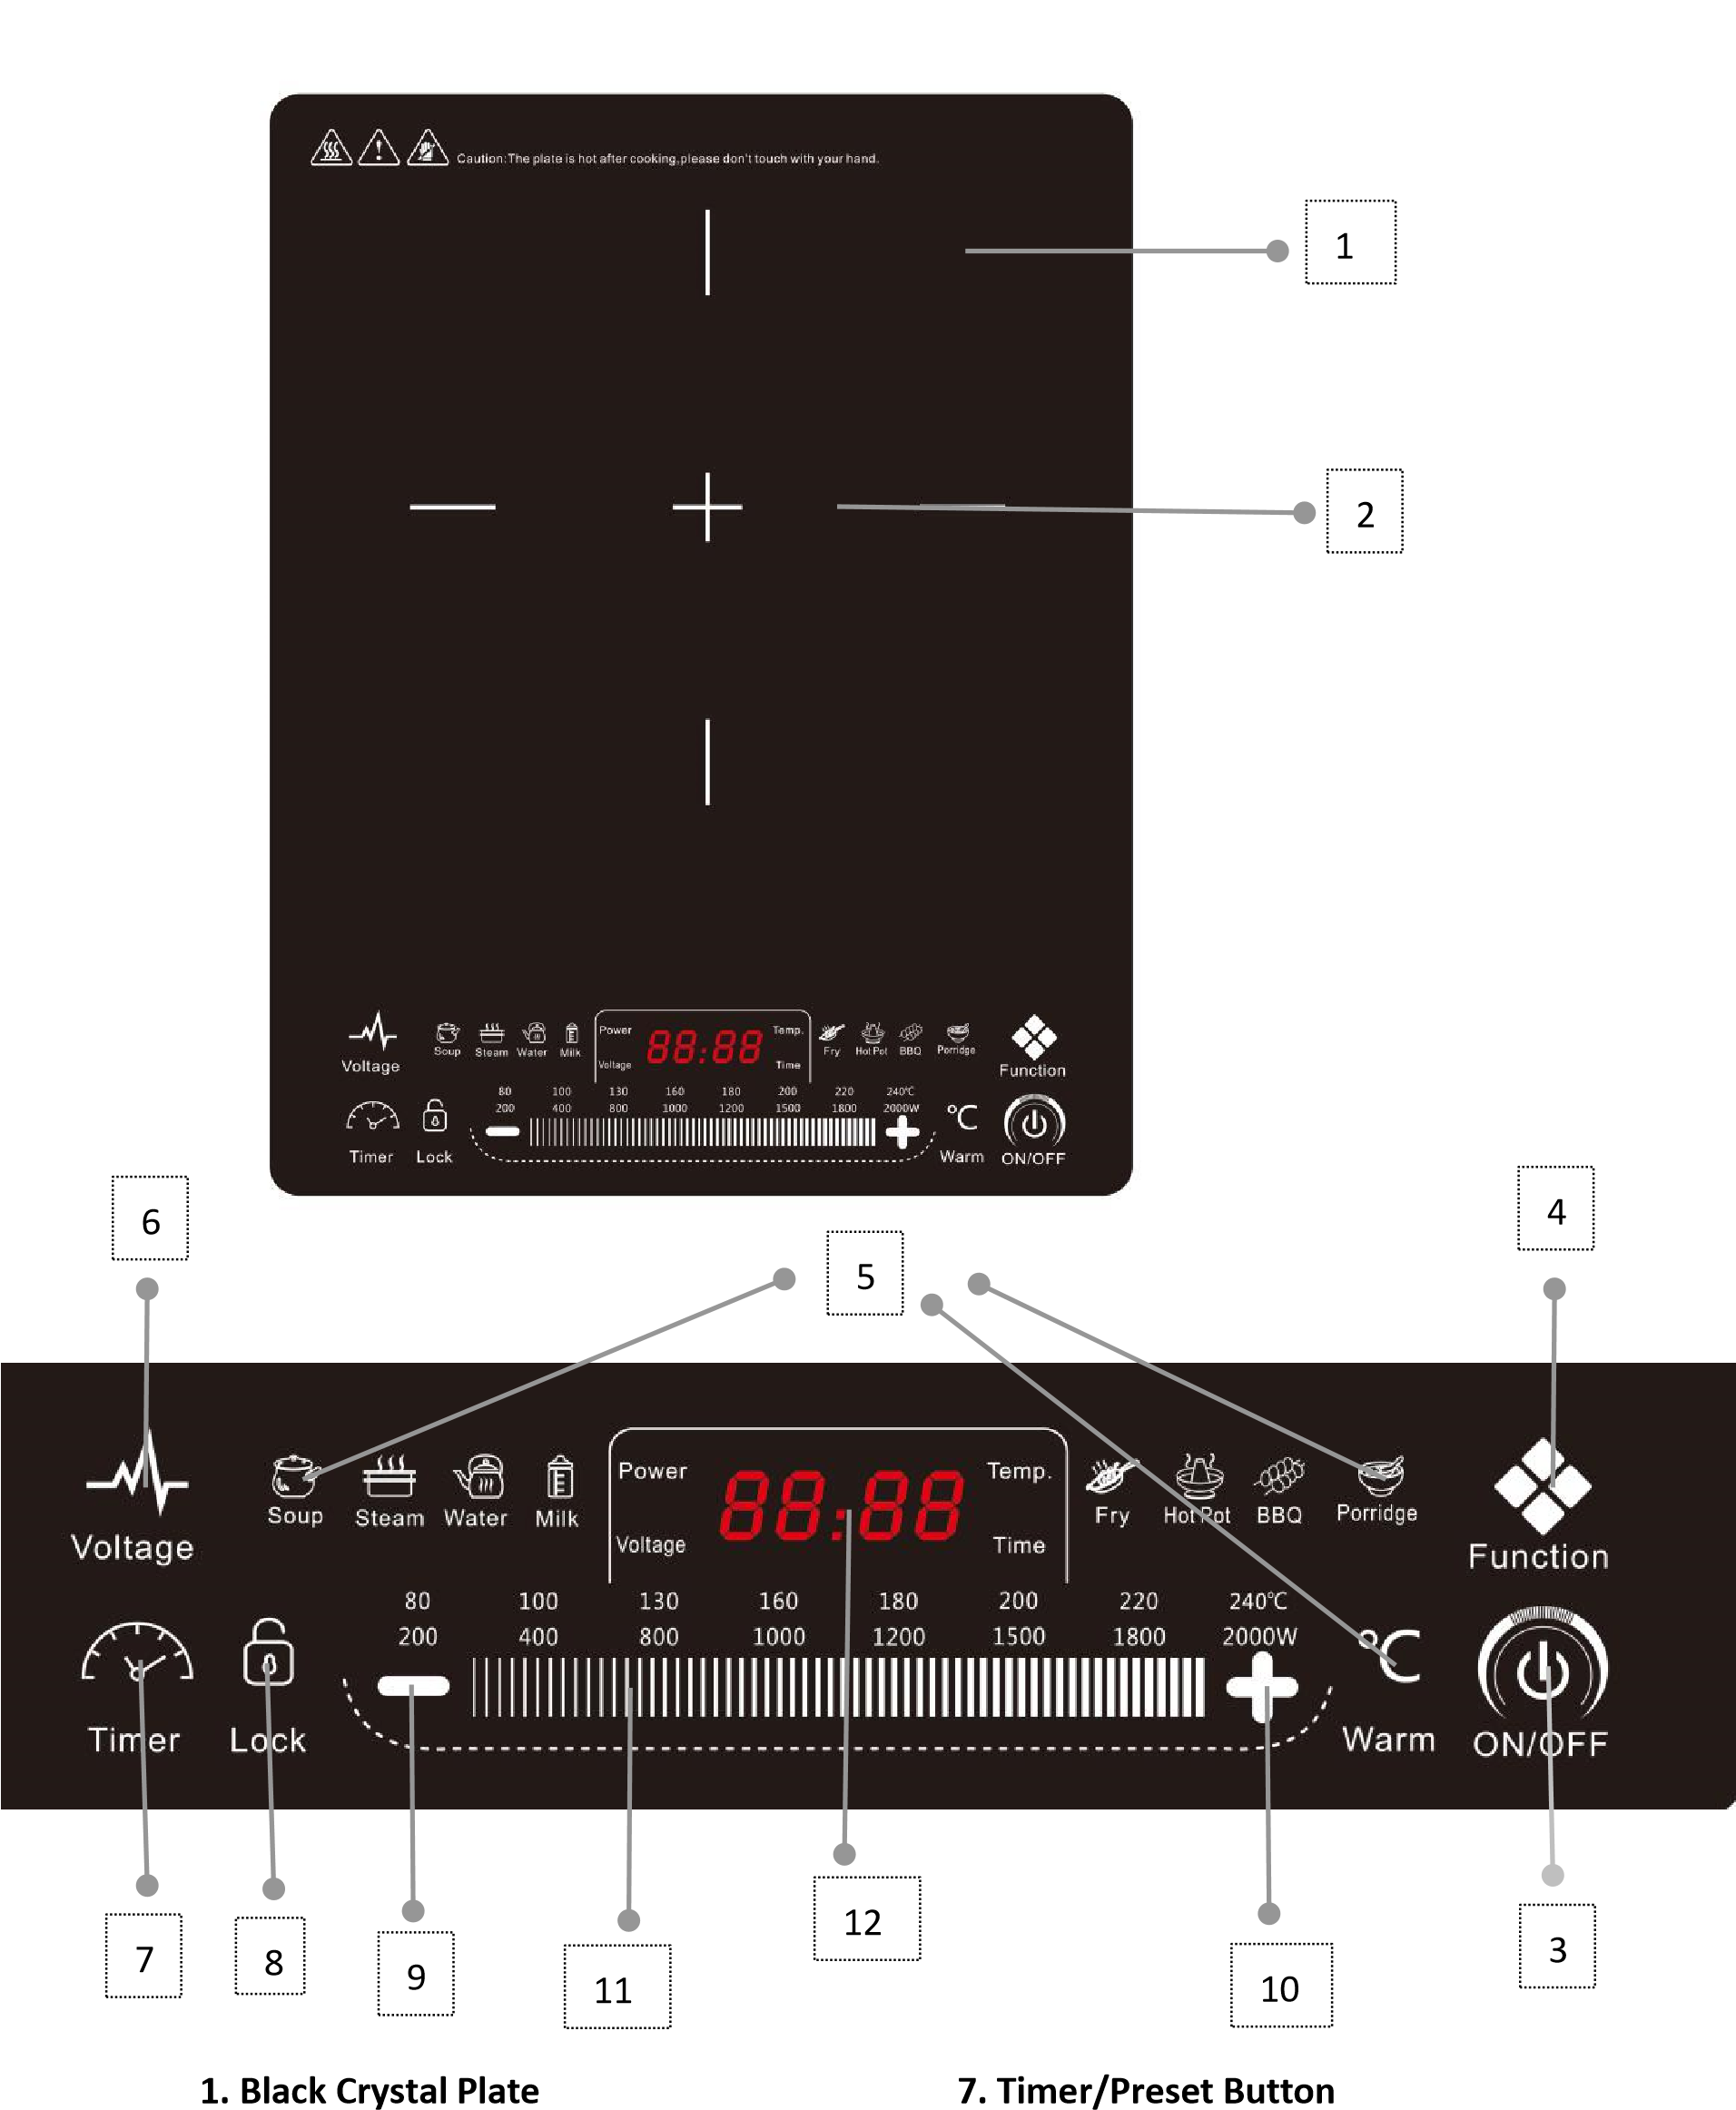 Caution:The plate is hot after cooking,please don't touch with your hand.
1
2
Voltage
Soup Steam Water Milk
Power
Voltage
88:88
Temp.
Time
Fry Hot Pot BBQ Porridge
Function
80 100 130 160 180 200 220 240℃
200 400 800 1000 1200 1500 1800 2000W
Timer Lock
℃
Warm ON/OFF
6
5
4
Voltage
Soup Steam Water Milk
Power
Voltage
88:88
Temp.
Time
Fry Hot Pot BBQ Porridge
Function
80 100 130 160 180 200 220 240℃
200 400 800 1000 1200 1500 1800 2000W
Timer Lock
℃
Warm ON/OFF
7
8
9
11
12
10
3
1. Black Crystal Plate
7. Timer/Preset Button